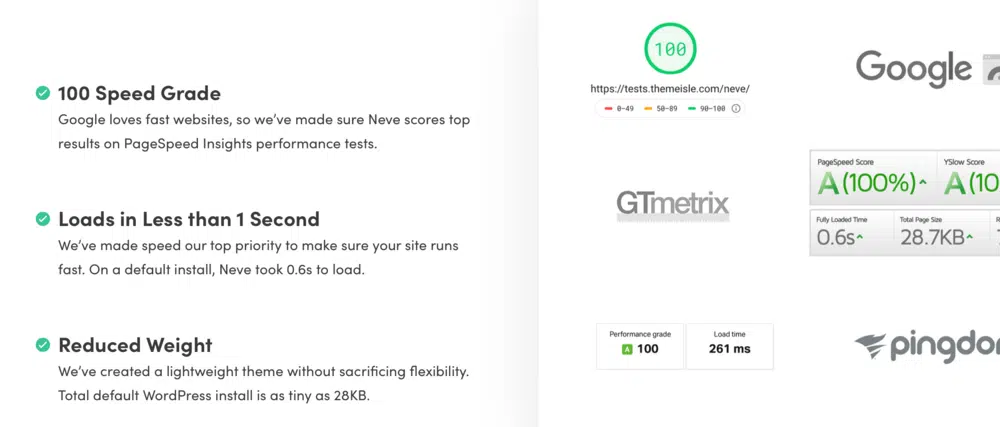 100 Speed Grade
Google loves fast websites, so we've made sure Neve scores top
results on PageSpeed Insights performance tests.
Loads in Less than 1 Second
We've made speed our top priority to make sure your site runs
fast. On a default install, Neve took 0.6s to load.
Reduced Weight
We've created a lightweight theme without sacrificing flexibility.
Total default WordPress install is as tiny as 28KB.
100
https://tests.themeisle.com/neve/
0–49 50–89 90–100
Google
GTmetrix
PageSpeed Score YSlow Score
A(100%) A(10
Fully Loaded Time Total Page Size
0.6s 28.7KB
Performance grade Load time
A 100 261 ms
pingdo